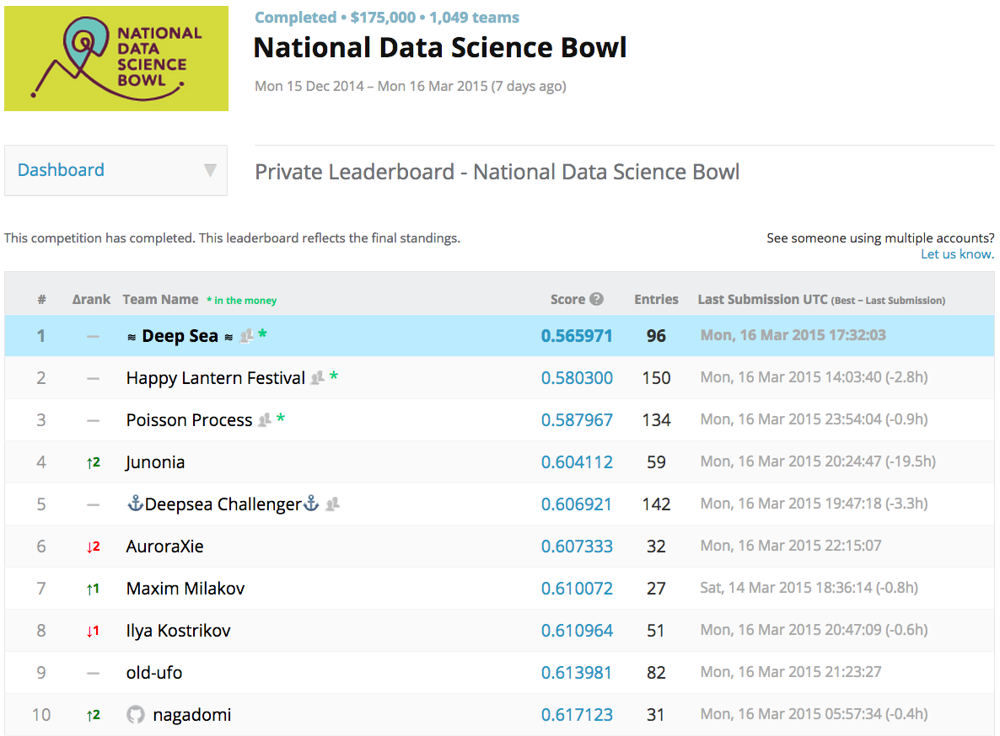 NATIONAL
DATA
SCIENCE
BOWL
Completed • $175,000 • 1,049 teams
National Data Science Bowl
Mon 15 Dec 2014 – Mon 16 Mar 2015 (7 days ago)
Dashboard ▼
Private Leaderboard - National Data Science Bowl
This competition has completed. This leaderboard reflects the final standings.
See someone using multiple accounts?
Let us know.
# Δrank Team Name * in the money Score ? Entries Last Submission UTC (Best – Last Submission)
1 — ≋ Deep Sea ≋ * 0.565971 96 Mon, 16 Mar 2015 17:32:03
2 — Happy Lantern Festival * 0.580300 150 Mon, 16 Mar 2015 14:03:40 (-2.8h)
3 — Poisson Process * 0.587967 134 Mon, 16 Mar 2015 23:54:04 (-0.9h)
4 ↑2 Junonia 0.604112 59 Mon, 16 Mar 2015 20:24:47 (-19.5h)
5 — ⚓Deepsea Challenger⚓ 0.606921 142 Mon, 16 Mar 2015 19:47:18 (-3.3h)
6 ↓2 AuroraXie 0.607333 32 Mon, 16 Mar 2015 22:15:07
7 ↑1 Maxim Milakov 0.610072 27 Sat, 14 Mar 2015 18:36:14 (-0.8h)
8 ↓1 Ilya Kostrikov 0.610964 51 Mon, 16 Mar 2015 20:47:09 (-0.6h)
9 — old-ufo 0.613981 82 Mon, 16 Mar 2015 21:23:27
10 ↑2 nagadomi 0.617123 31 Mon, 16 Mar 2015 05:57:34 (-0.4h)